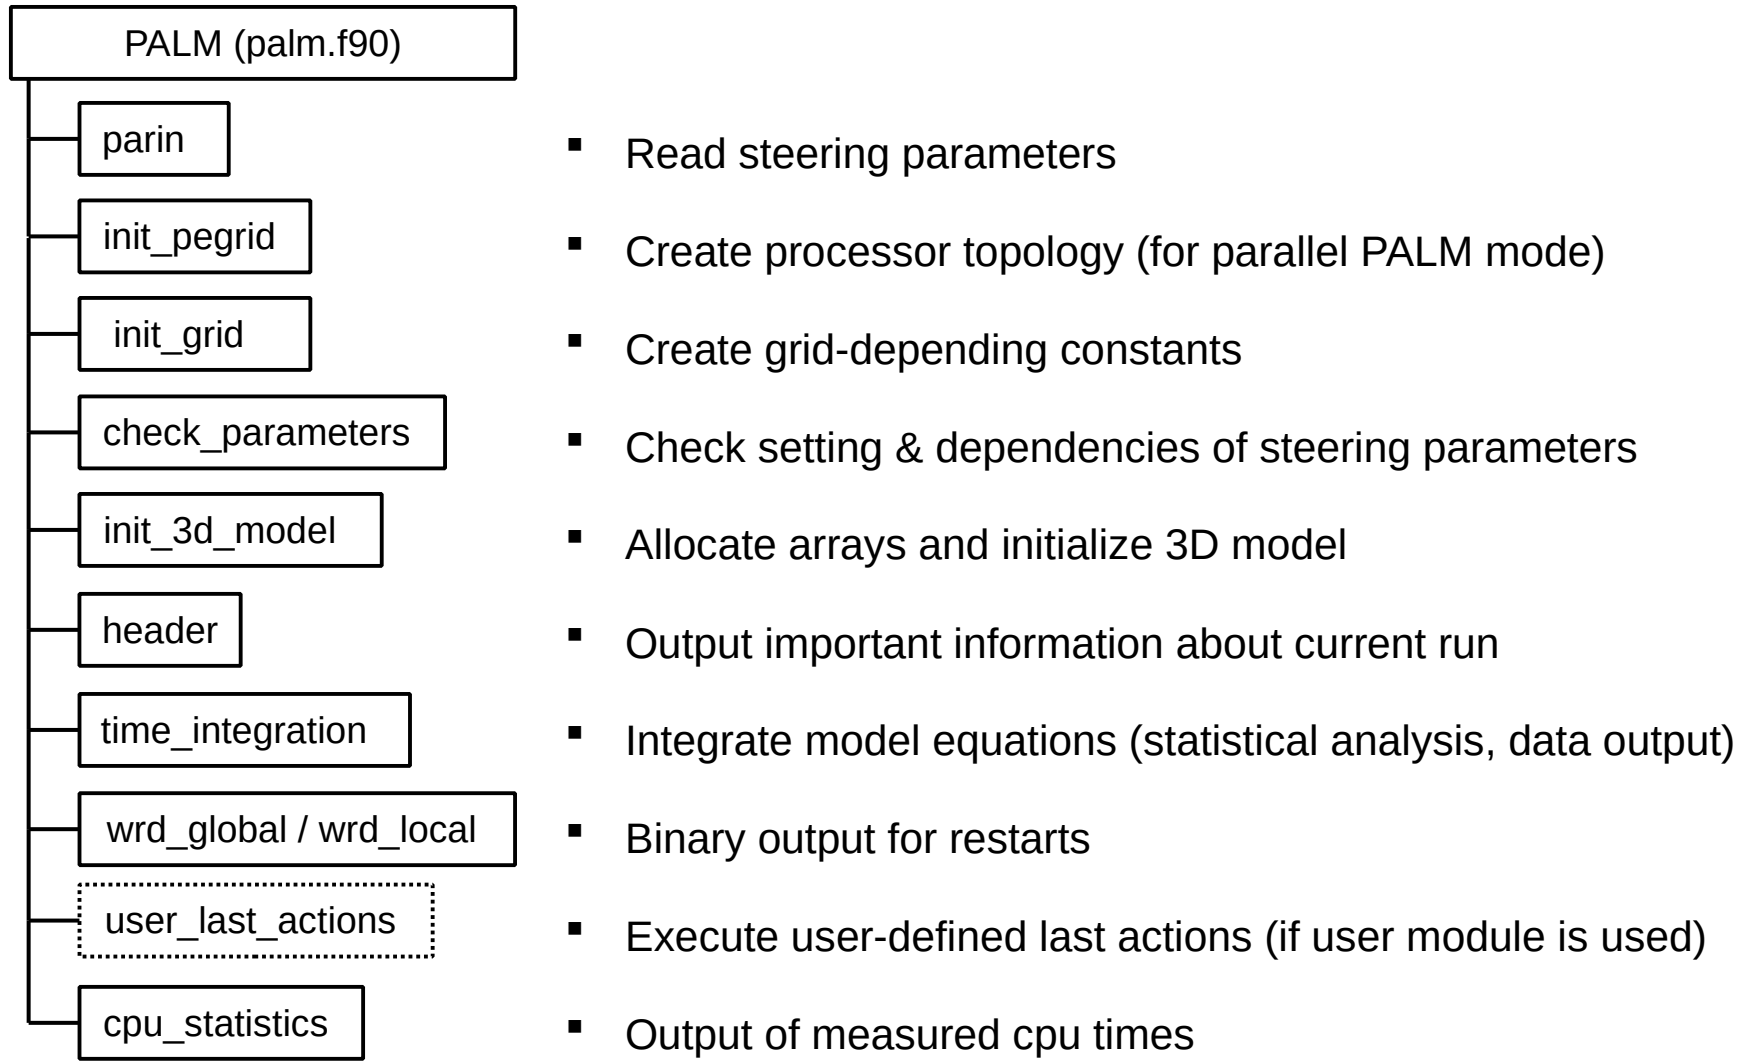 PALM (palm.f90)
parin
▪ Read steering parameters
init_pegrid
▪ Create processor topology (for parallel PALM mode)
init_grid
▪ Create grid-depending constants
check_parameters
▪ Check setting & dependencies of steering parameters
init_3d_model
▪ Allocate arrays and initialize 3D model
header
▪ Output important information about current run
time_integration
▪ Integrate model equations (statistical analysis, data output)
wrd_global / wrd_local
▪ Binary output for restarts
user_last_actions
▪ Execute user-defined last actions (if user module is used)
cpu_statistics
▪ Output of measured cpu times